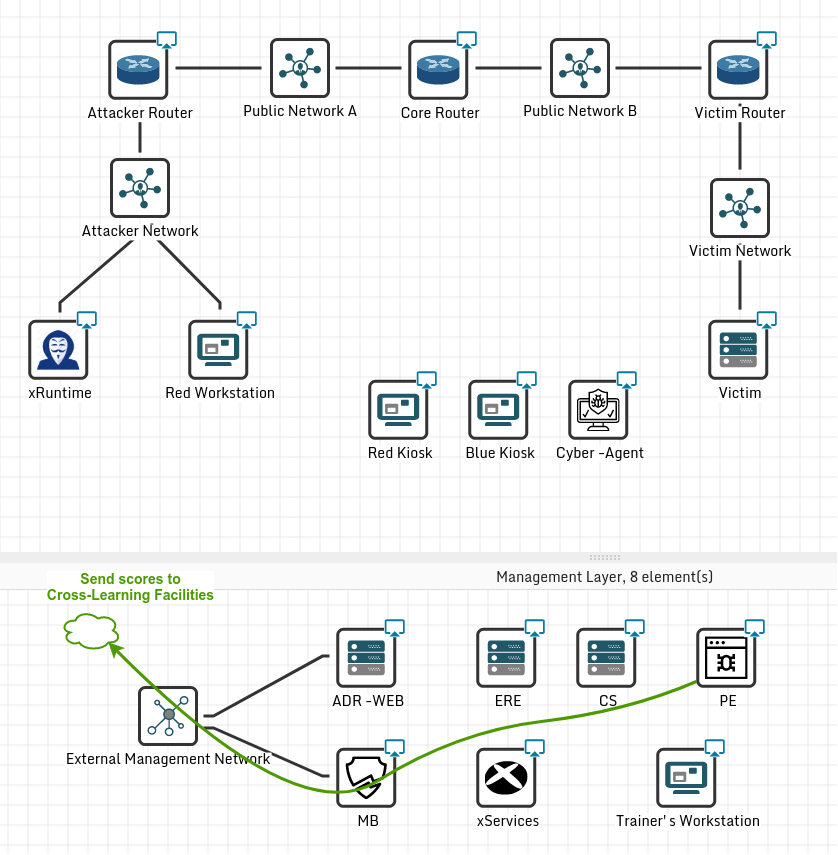 Attacker Router
Public Network A
Core Router
Public Network B
Victim Router
Attacker Network
Victim Network
xRuntime
Red Workstation
Victim
Red Kiosk
Blue Kiosk
Cyber -Agent
Management Layer, 8 element(s)
Send scores to
Cross-Learning Facilities
ADR -WEB
ERE
CS
PE
External Management Network
MB
xServices
Trainer's Workstation